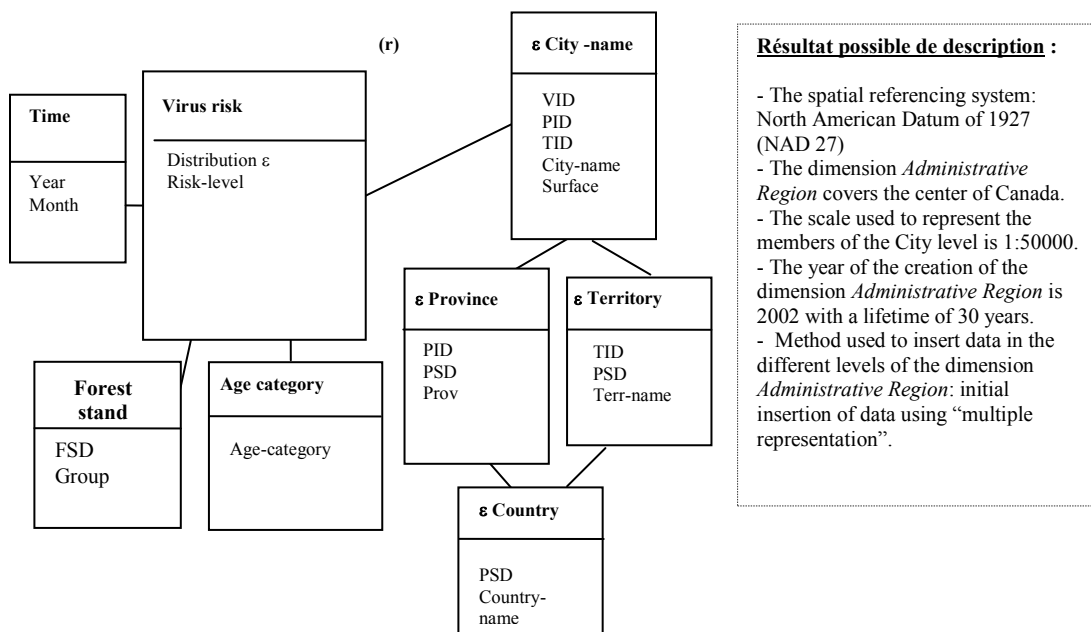 (r)
Time
Year
Month
Virus risk
Distribution ε
Risk-level
ε City -name
VID
PID
TID
City-name
Surface
Forest
stand
FSD
Group
Age category
Age-category
ε Province
PID
PSD
Prov
ε Territory
TID
PSD
Terr-name
ε Country
PSD
Country-
name
Résultat possible de description :
- The spatial referencing system:
North American Datum of 1927
(NAD 27)
- The dimension Administrative
Region covers the center of Canada.
- The scale used to represent the
members of the City level is 1:50000.
- The year of the creation of the
dimension Administrative Region is
2002 with a lifetime of 30 years.
- Method used to insert data in the
different levels of the dimension
Administrative Region: initial
insertion of data using “multiple
representation”.